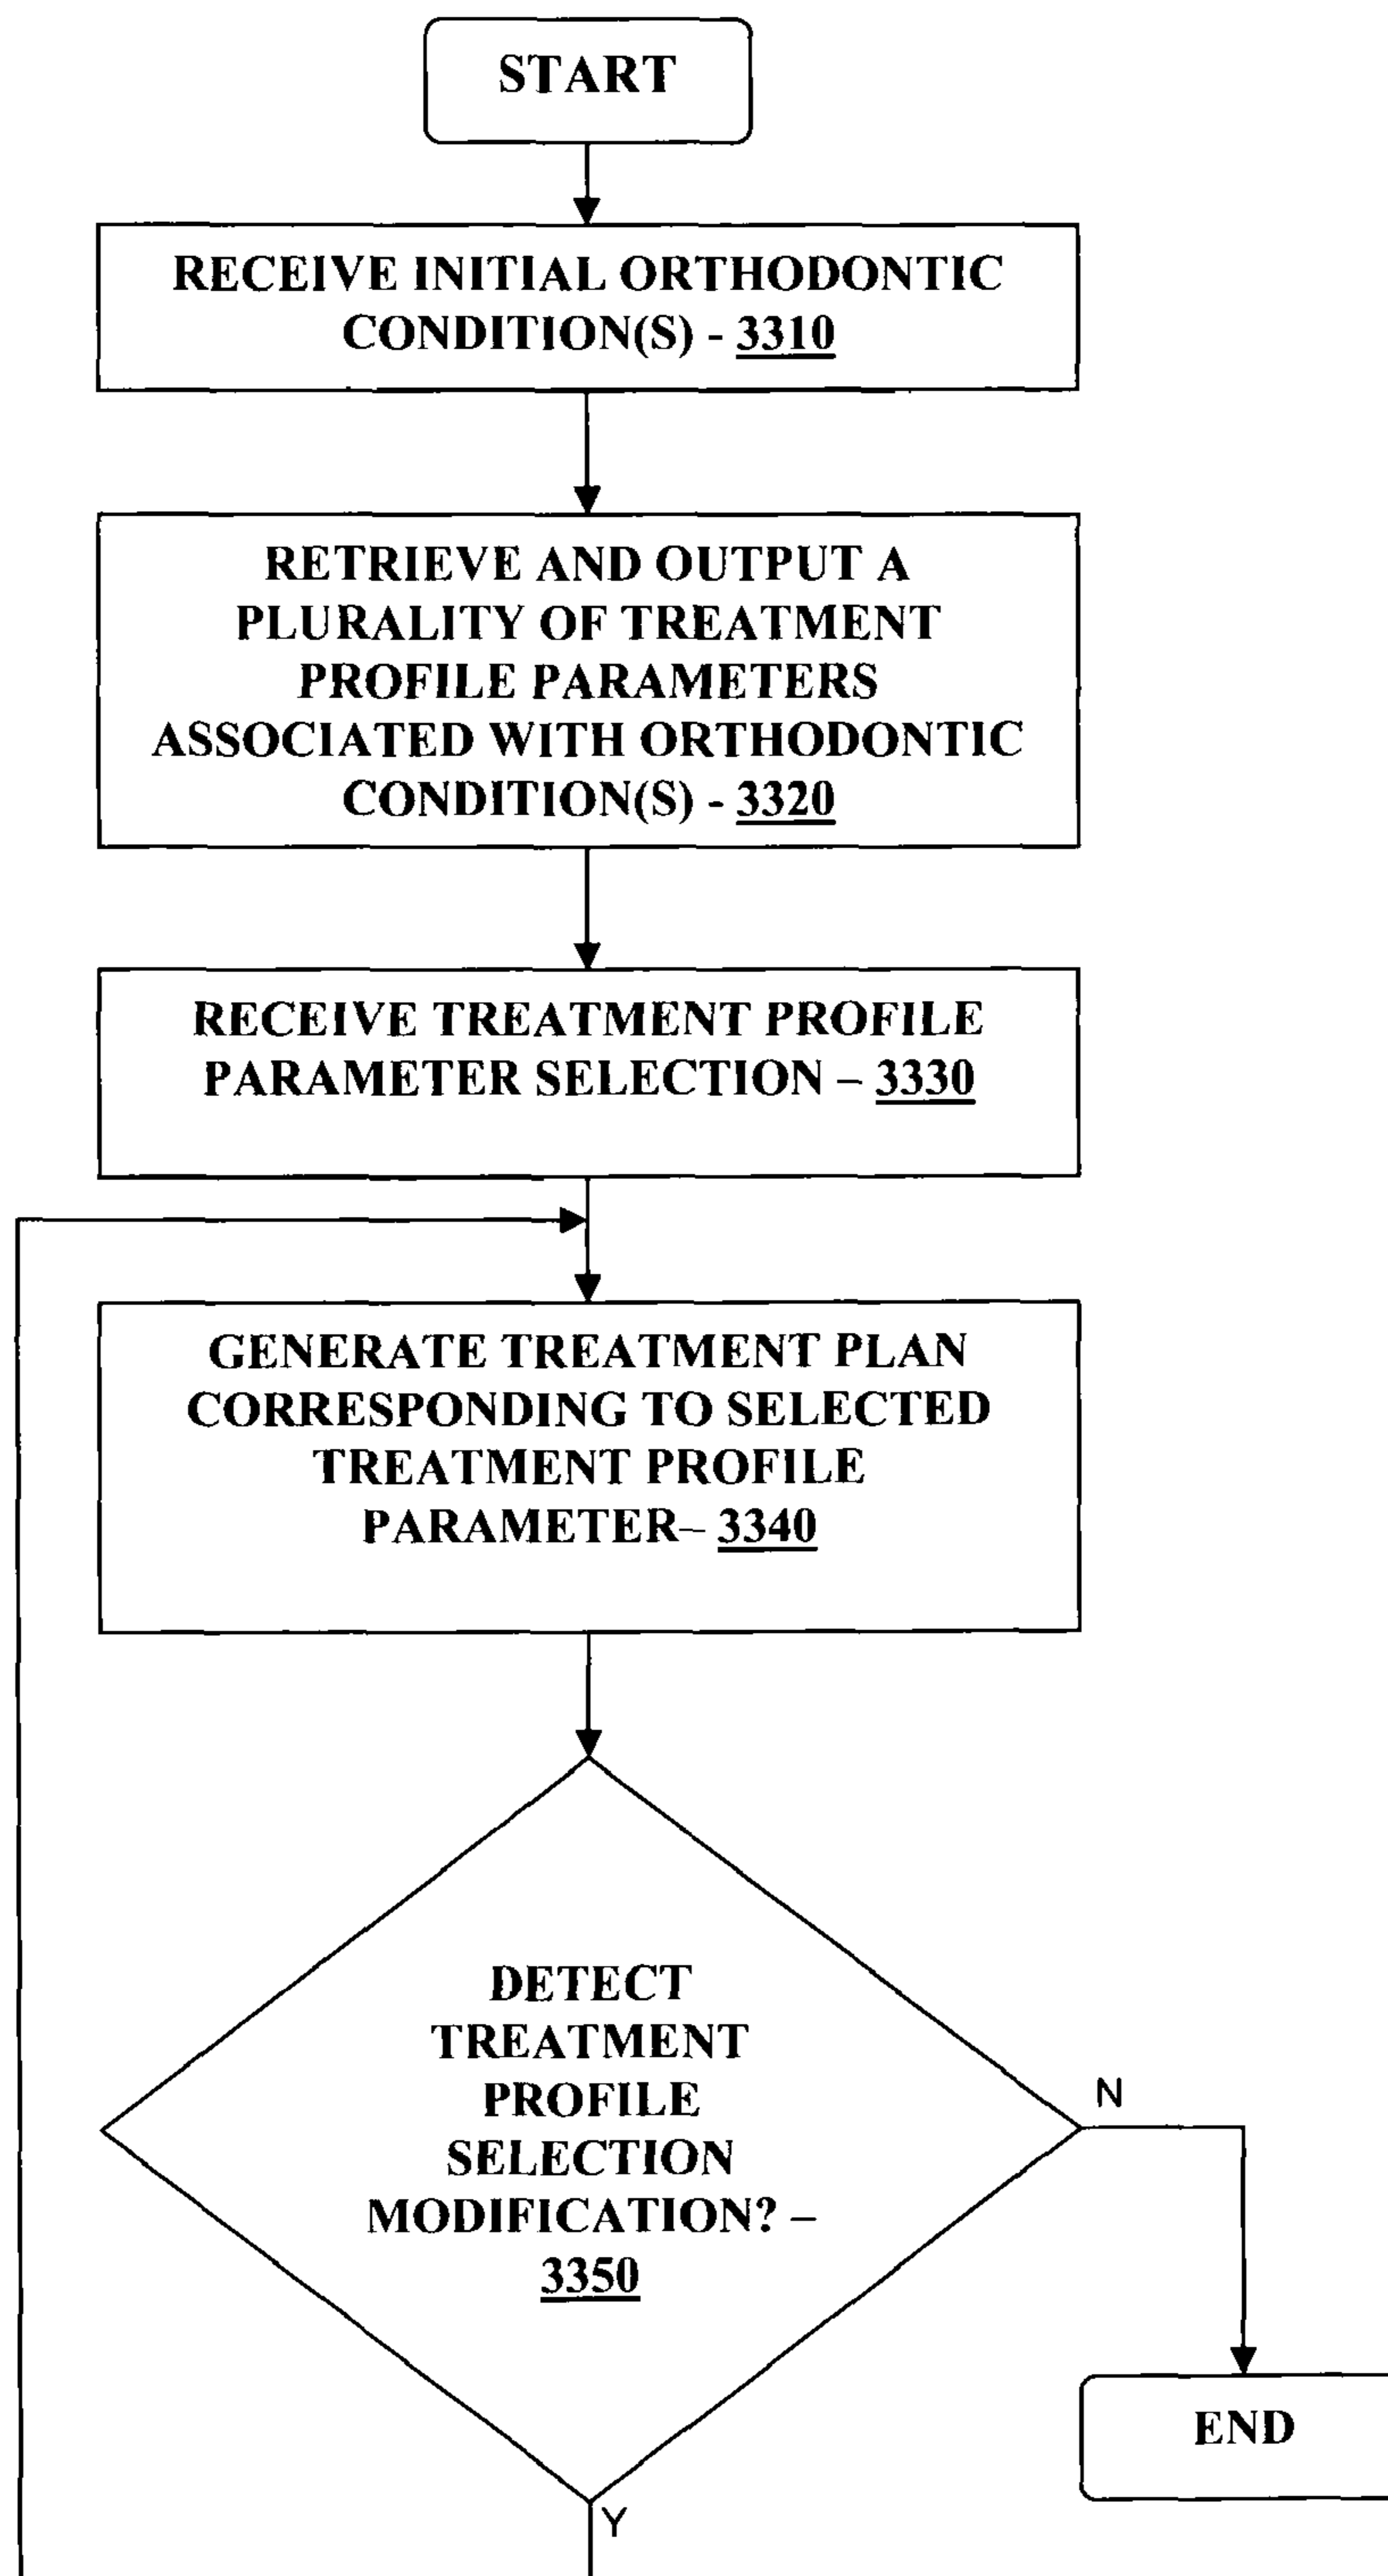 START
RECEIVE INITIAL ORTHODONTIC
CONDITION(S) - 3310
RETRIEVE AND OUTPUT A
PLURALITY OF TREATMENT
PROFILE PARAMETERS
ASSOCIATED WITH ORTHODONTIC
CONDITION(S) - 3320
RECEIVE TREATMENT PROFILE
PARAMETER SELECTION – 3330
GENERATE TREATMENT PLAN
CORRESPONDING TO SELECTED
TREATMENT PROFILE
PARAMETER– 3340
DETECT
TREATMENT
PROFILE
SELECTION
MODIFICATION? –
3350
N
END
Y